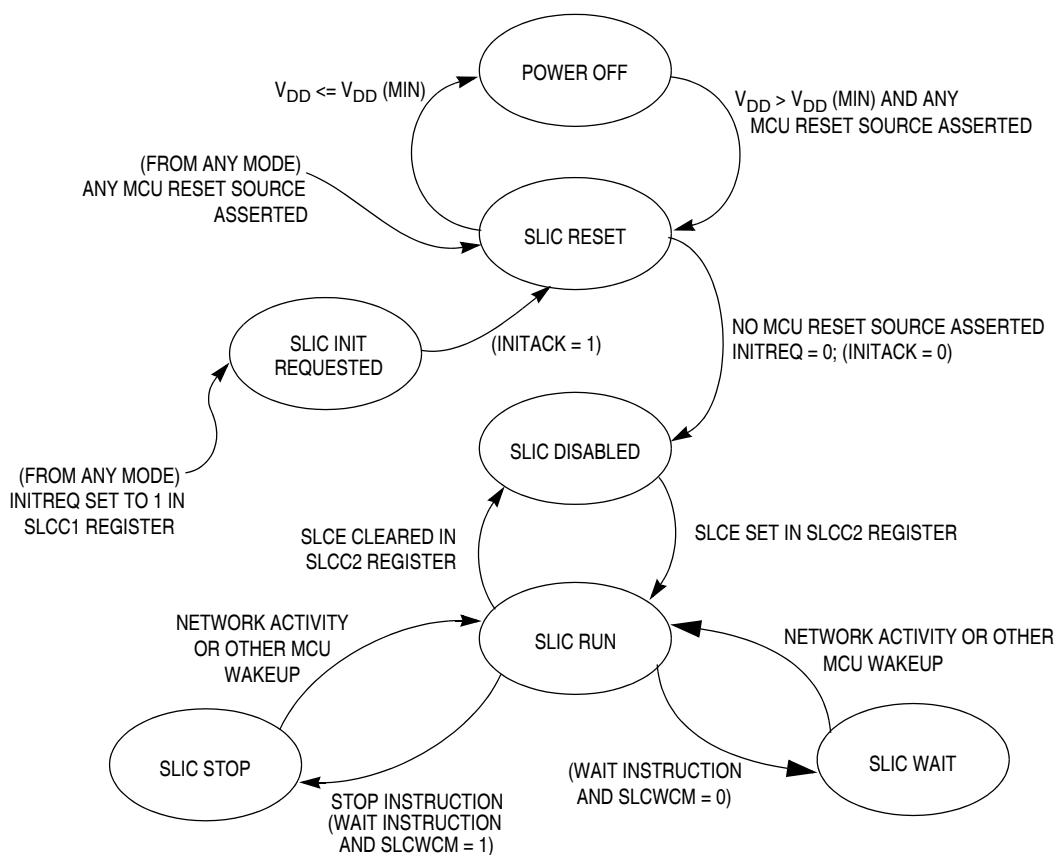 POWER OFF
VDD <= VDD (MIN)
VDD > VDD (MIN) AND ANY
MCU RESET SOURCE ASSERTED
(FROM ANY MODE)
ANY MCU RESET SOURCE
ASSERTED
SLIC RESET
SLIC INIT
REQUESTED
(INITACK = 1)
NO MCU RESET SOURCE ASSERTED
INITREQ = 0; (INITACK = 0)
SLIC DISABLED
(FROM ANY MODE)
INITREQ SET TO 1 IN
SLCC1 REGISTER
SLCE CLEARED IN
SLCC2 REGISTER
SLCE SET IN SLCC2 REGISTER
NETWORK ACTIVITY
OR OTHER MCU
WAKEUP
SLIC RUN
NETWORK ACTIVITY OR OTHER
MCU WAKEUP
SLIC STOP
SLIC WAIT
STOP INSTRUCTION
(WAIT INSTRUCTION
AND SLCWCM = 1)
(WAIT INSTRUCTION
AND SLCWCM = 0)